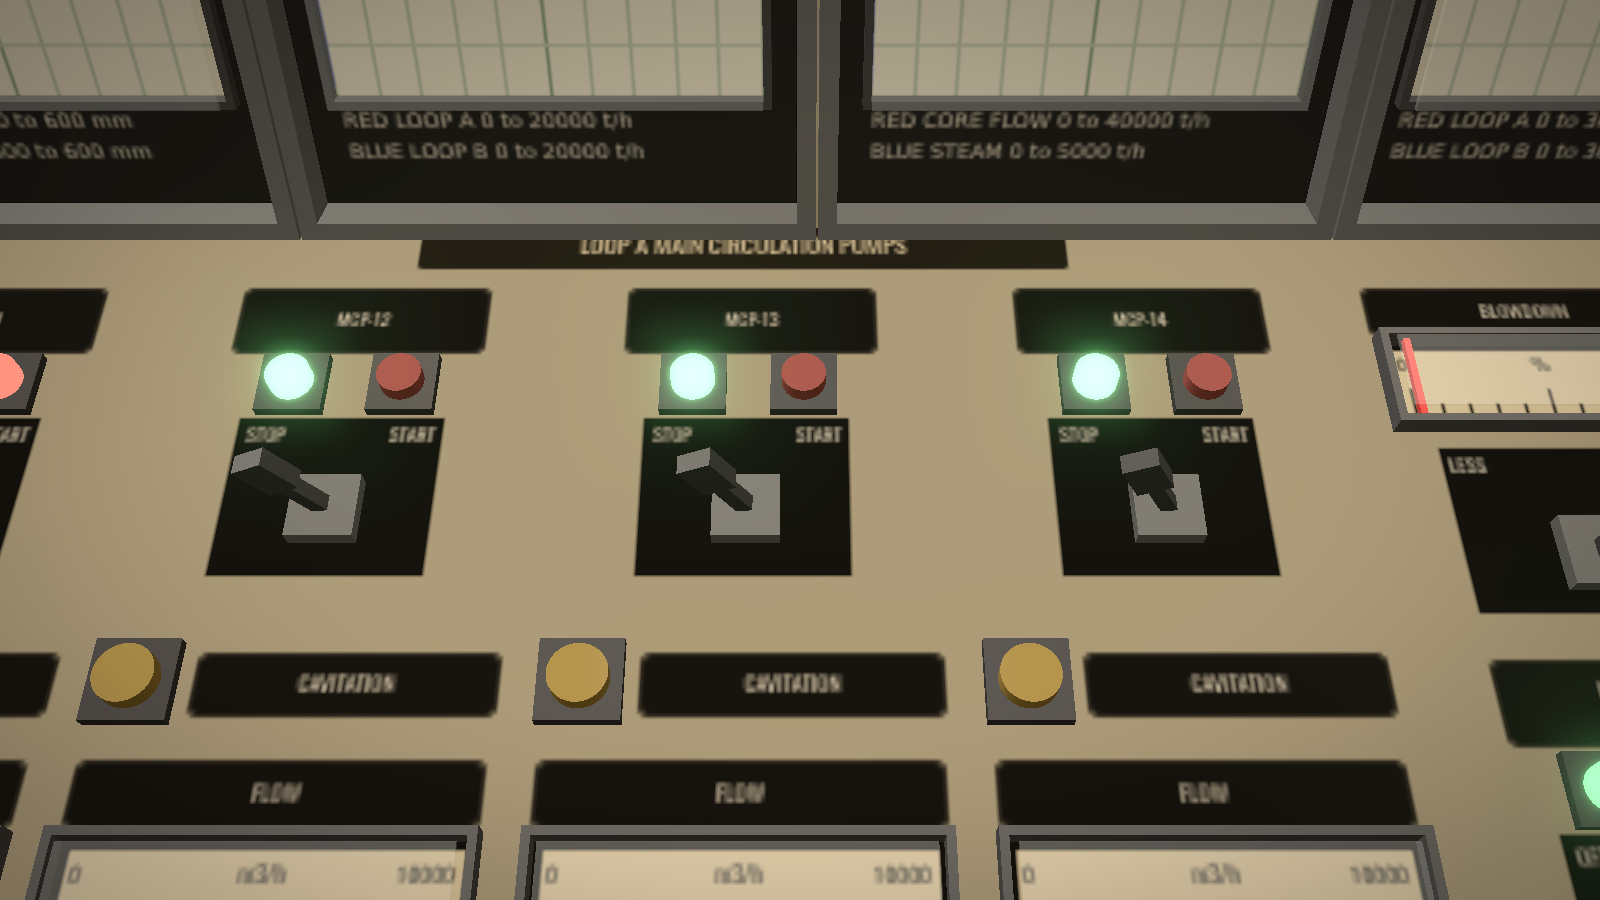 0 to 600 mm
00 to 600 mm
RED LOOP A 0 to 20000 t/h
BLUE LOOP B 0 to 20000 t/h
RED CORE FLOW 0 to 40000 t/h
BLUE STEAM 0 to 5000 t/h
RED LOOP A 0 to
BLUE LOOP B 0 to
LOOP A MAIN CIRCULATION PUMPS
MCP-12
MCP-13
MCP-14
BLOWDOWN
0 %
START
STOP START
STOP START
STOP START
LESS
CAVITATION
CAVITATION
CAVITATION
FLOW
FLOW
FLOW
0 m3/h 10000
0 m3/h 10000
0 m3/h 10000